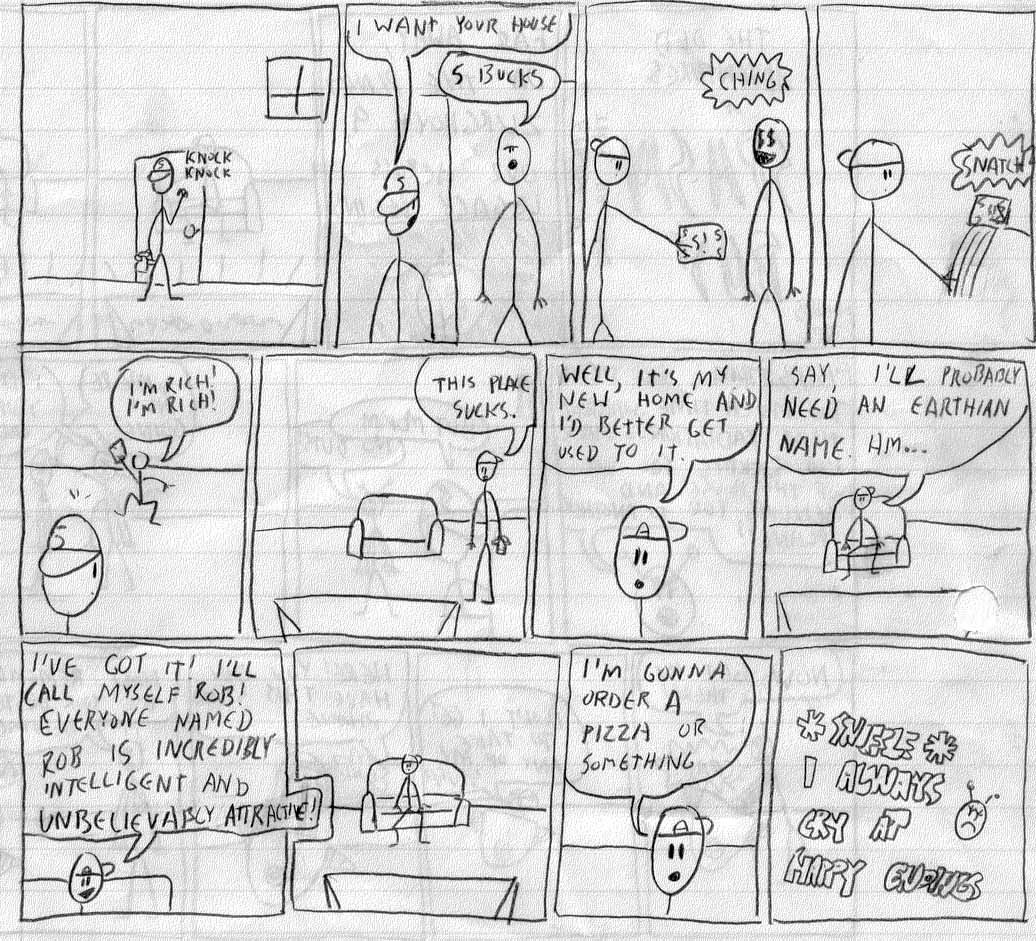 KNOCK
KNOCK
I WANT YOUR HOUSE
5 BUCKS
CHING
$$
$!$
SNATCH
I'M RICH!
I'M RICH!
THIS PLACE
SUCKS.
WELL, IT'S MY
NEW HOME AND
I'D BETTER GET
USED TO IT.
SAY, I'LL PROBABLY
NEED AN EARTHIAN
NAME. HM...
I'VE GOT IT! I'LL
CALL MYSELF ROB!
EVERYONE NAMED
ROB IS INCREDIBLY
INTELLIGENT AND
UNBELIEVABLY ATTRACTIVE!
I'M GONNA
ORDER A
PIZZA OR
SOMETHING
*SNIFFLE*
I ALWAYS
CRY AT
HAPPY ENDINGS